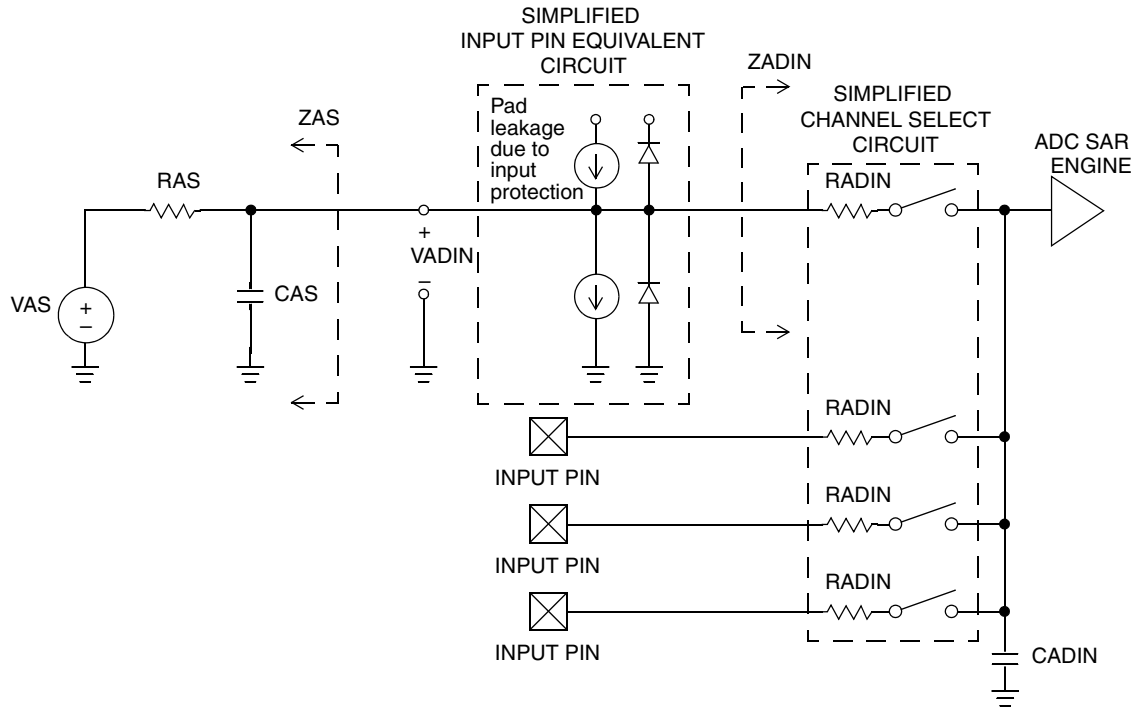 SIMPLIFIED
INPUT PIN EQUIVALENT
CIRCUIT
ZADIN
SIMPLIFIED
CHANNEL SELECT
CIRCUIT
ADC SAR
ENGINE
Pad
leakage
due to
input
protection
ZAS
RAS
RADIN
+
VADIN
–
VAS
+
–
CAS
RADIN
INPUT PIN
RADIN
INPUT PIN
RADIN
INPUT PIN
CADIN